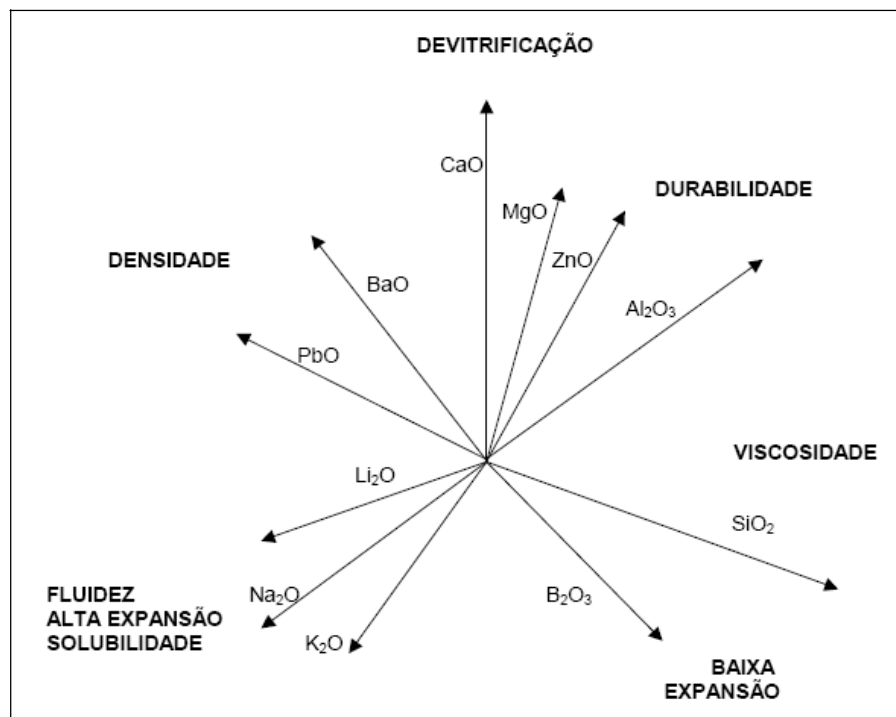 DEVITRIFICAÇÃO
CaO
MgO
DURABILIDADE
ZnO
DENSIDADE
BaO
Al₂O₃
PbO
VISCOSIDADE
Li₂O
SiO₂
FLUIDEZ
ALTA EXPANSÃO
SOLUBILIDADE
Na₂O
B₂O₃
K₂O
BAIXA
EXPANSÃO